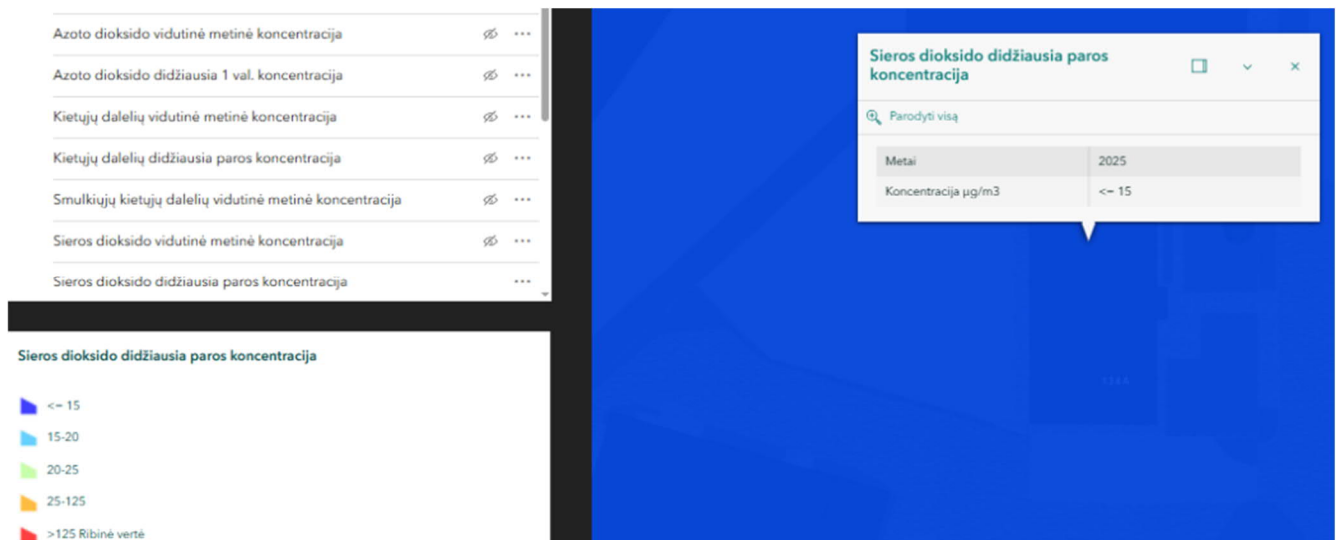 Azoto dioksido vidutinė metinė koncentracija
Azoto dioksido didžiausia 1 val. koncentracija
Kietųjų dalelių vidutinė metinė koncentracija
Kietųjų dalelių didžiausia paros koncentracija
Smulkiųjų kietųjų dalelių vidutinė metinė koncentracija
Sieros dioksido vidutinė metinė koncentracija
Sieros dioksido didžiausia paros koncentracija
Sieros dioksido didžiausia paros koncentracija
<= 15
15-20
20-25
25-125
>125 Ribinė vertė
Sieros dioksido didžiausia paros
koncentracija
Parodyti visą
Metai 2025
Koncentracija µg/m3 <= 15